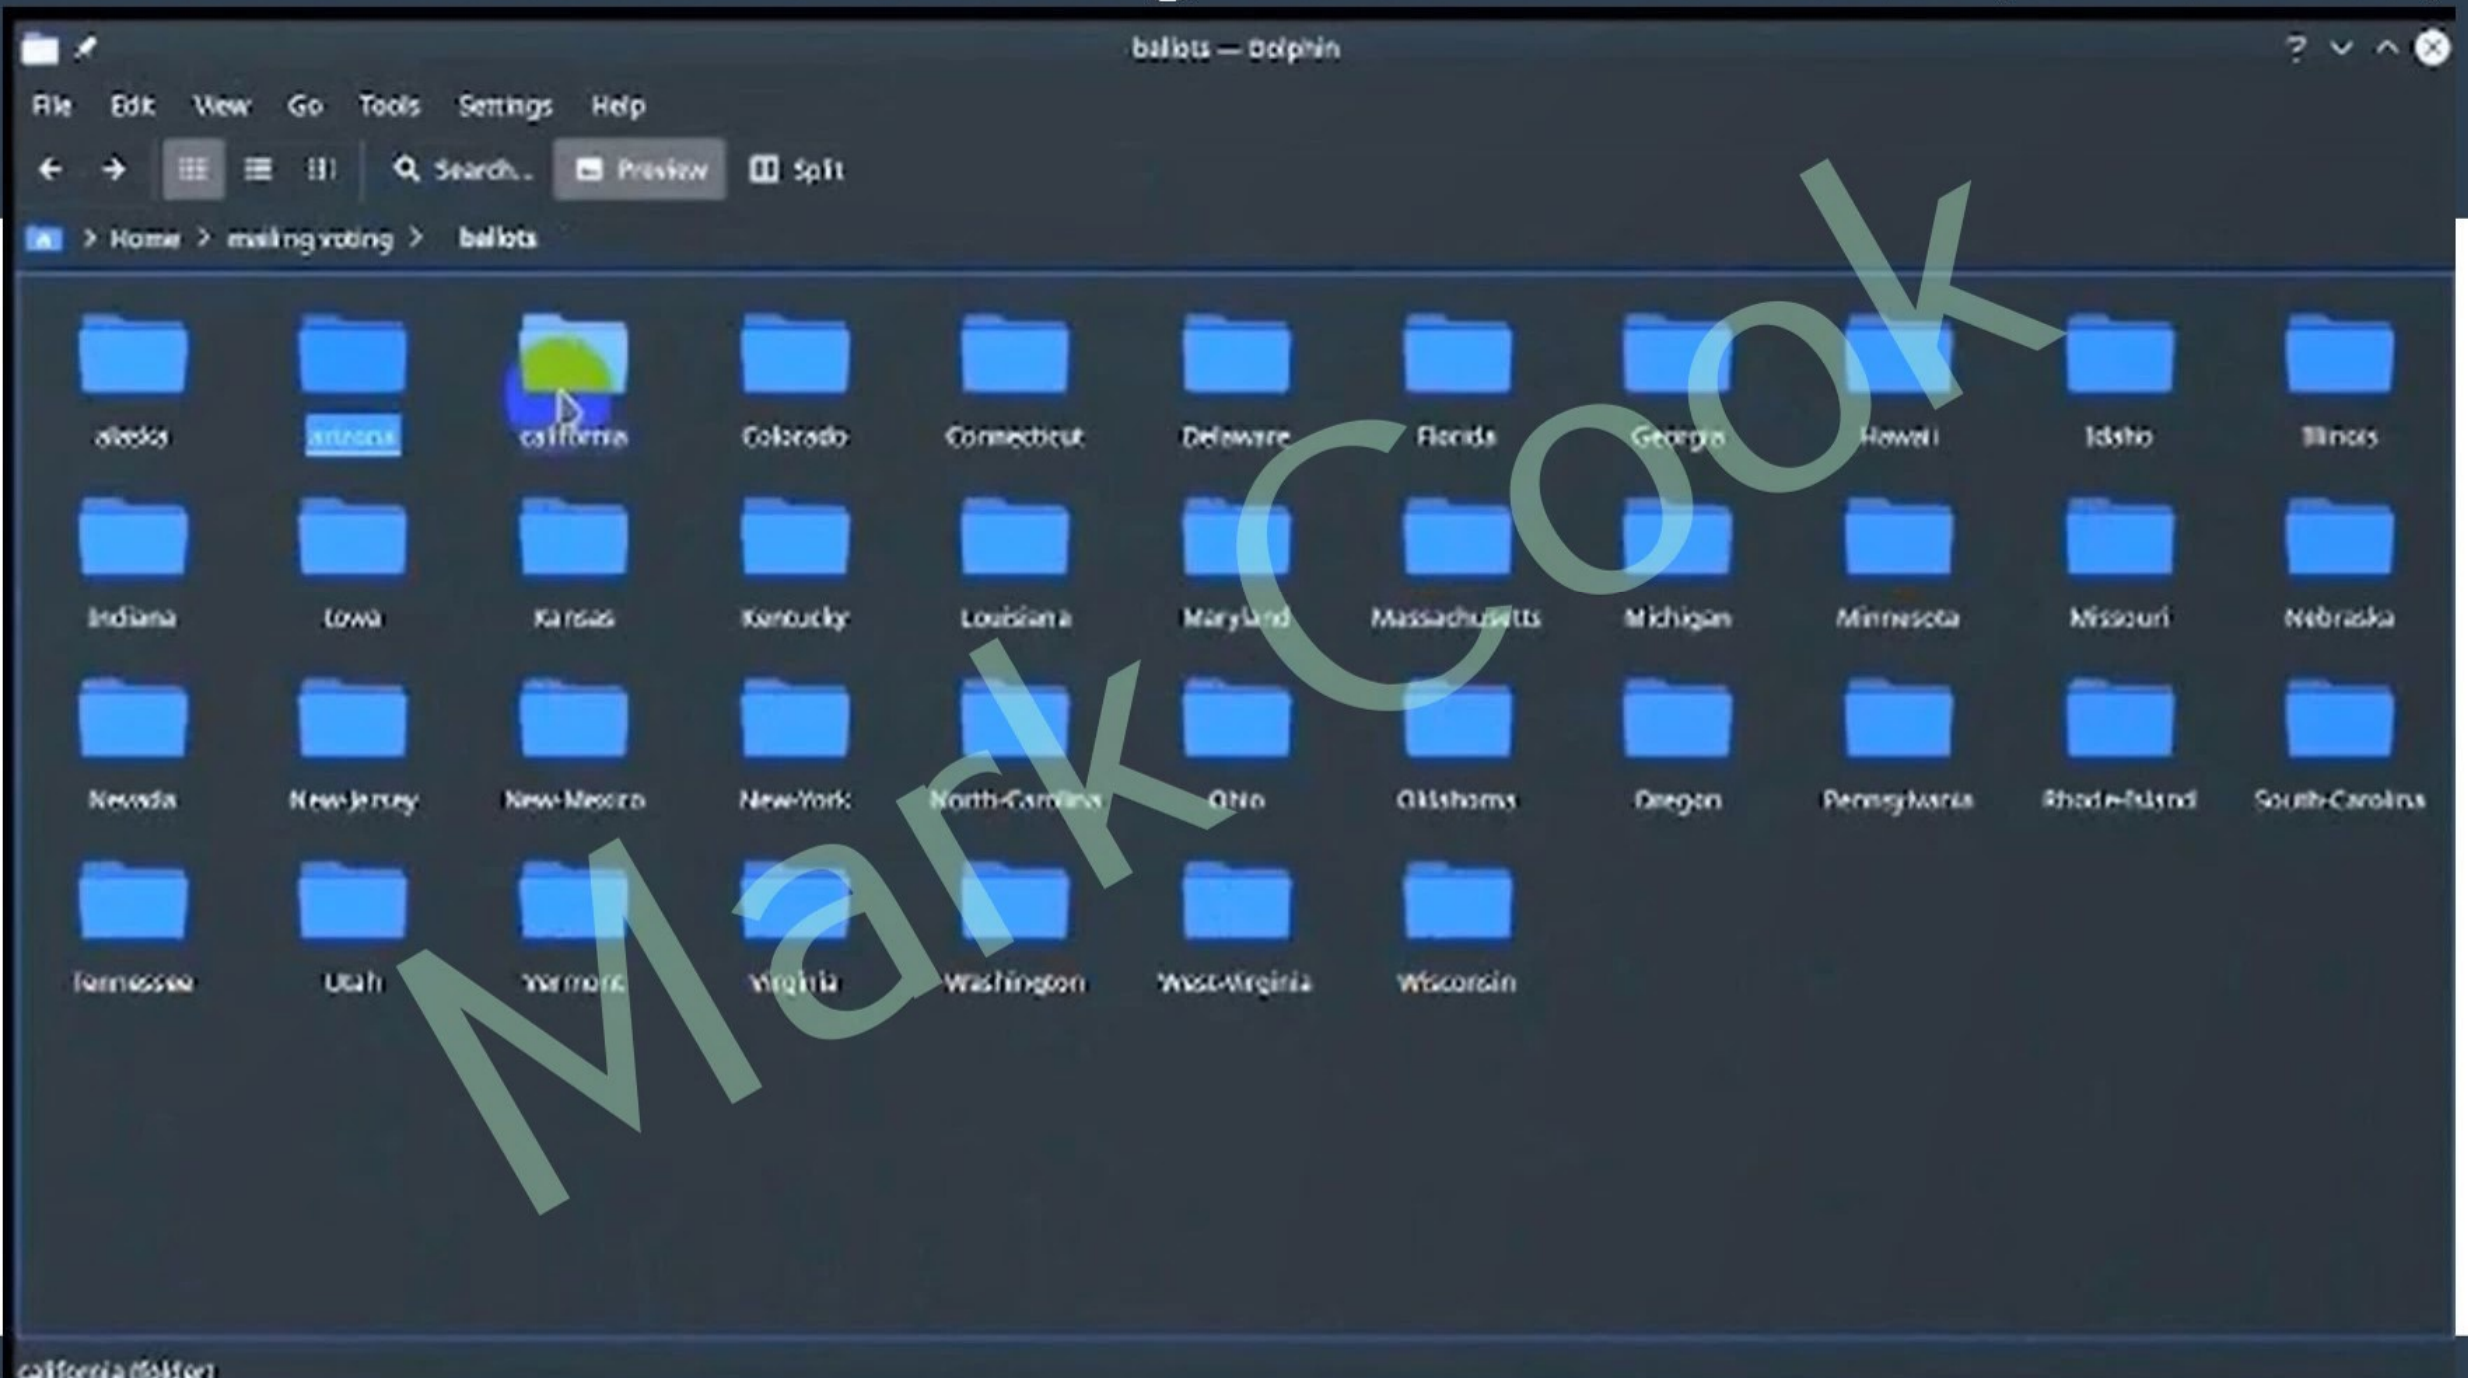 ballots — Dolphin
File Edit View Go Tools Settings Help
Search... Preview Split
> Home > mailing voting > ballots
alaska arizona california Colorado Connecticut Delaware Florida Georgia Hawaii Idaho Illinois
Indiana Iowa Kansas Kentucky Louisiana Maryland Massachusetts Michigan Minnesota Missouri Nebraska
Nevada New-Jersey New-Mexico New-York North-Carolina Ohio Oklahoma Oregon Pennsylvania Rhode-Island South-Carolina
Tennessee Utah Vermont Virginia Washington West-Virginia Wisconsin
Mark Cook
california (folder)